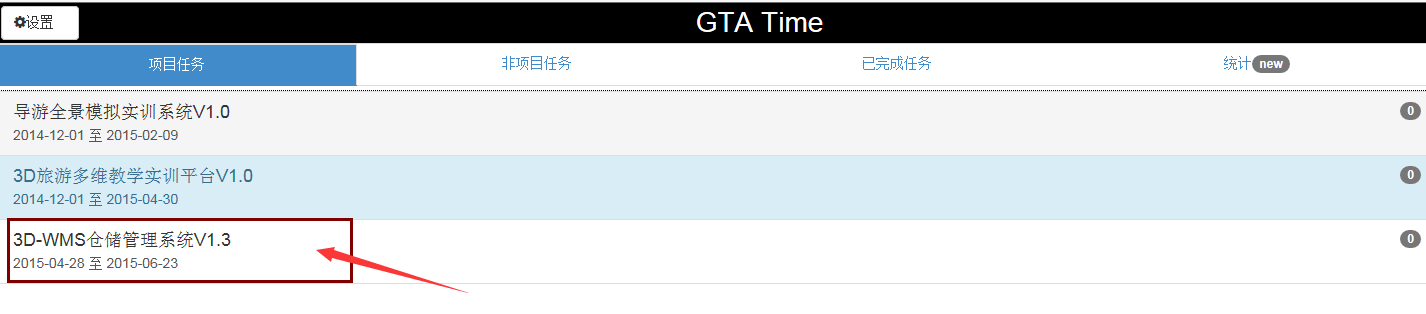 设置
GTA Time
项目任务
非项目任务
已完成任务
统计 new
导游全景模拟实训系统V1.0
0
2014-12-01 至 2015-02-09
3D旅游多维教学实训平台V1.0
0
2014-12-01 至 2015-04-30
3D-WMS仓储管理系统V1.3
0
2015-04-28 至 2015-06-23